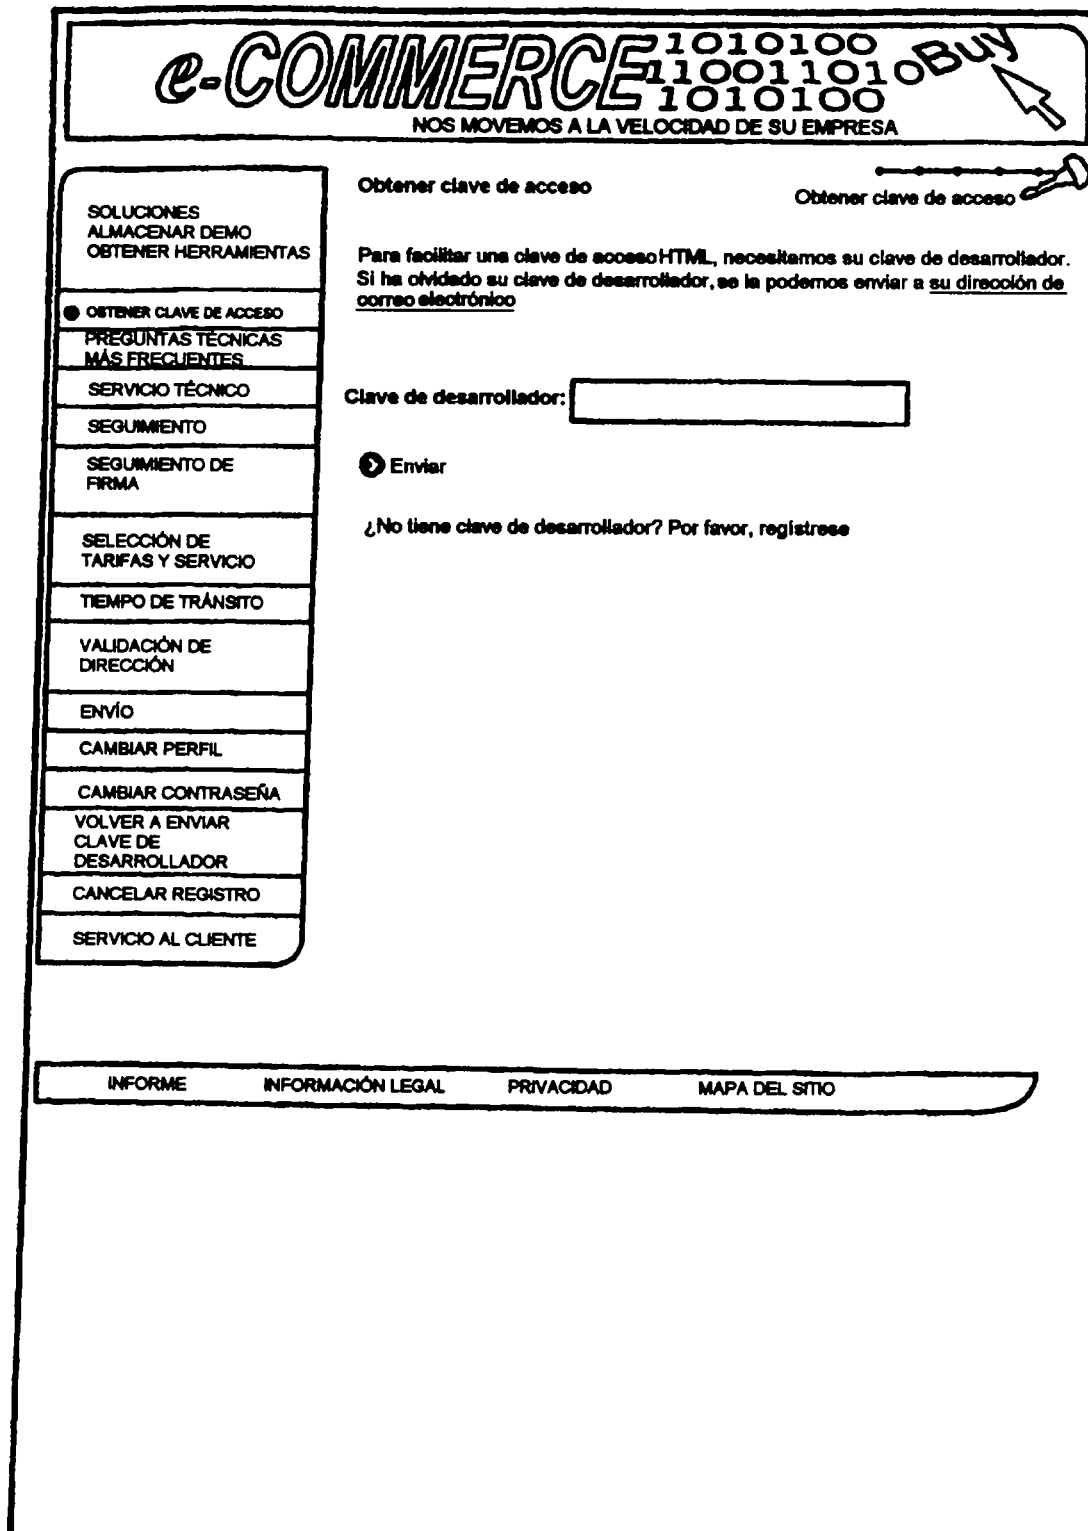 e-COMMERCE
1010100
110011010
1010100
Buy
NOS MOVEMOS A LA VELOCIDAD DE SU EMPRESA
SOLUCIONES
ALMACENAR DEMO
OBTENER HERRAMIENTAS
OBTENER CLAVE DE ACCESO
PREGUNTAS TÉCNICAS
MÁS FRECUENTES
SERVICIO TÉCNICO
SEGUIMIENTO
SEGUIMIENTO DE
FIRMA
SELECCIÓN DE
TARIFAS Y SERVICIO
TIEMPO DE TRÁNSITO
VALIDACIÓN DE
DIRECCIÓN
ENVÍO
CAMBIAR PERFIL
CAMBIAR CONTRASEÑA
VOLVER A ENVIAR
CLAVE DE
DESARROLLADOR
CANCELAR REGISTRO
SERVICIO AL CLIENTE
Obtener clave de acceso
Obtener clave de acceso
Para facilitar una clave de acceso HTML, necesitamos su clave de desarrollador.
Si ha olvidado su clave de desarrollador, se la podemos enviar a su dirección de
correo electrónico
Clave de desarrollador:
Enviar
¿No tiene clave de desarrollador? Por favor, regístrese
INFORME INFORMACIÓN LEGAL PRIVACIDAD MAPA DEL SITIO